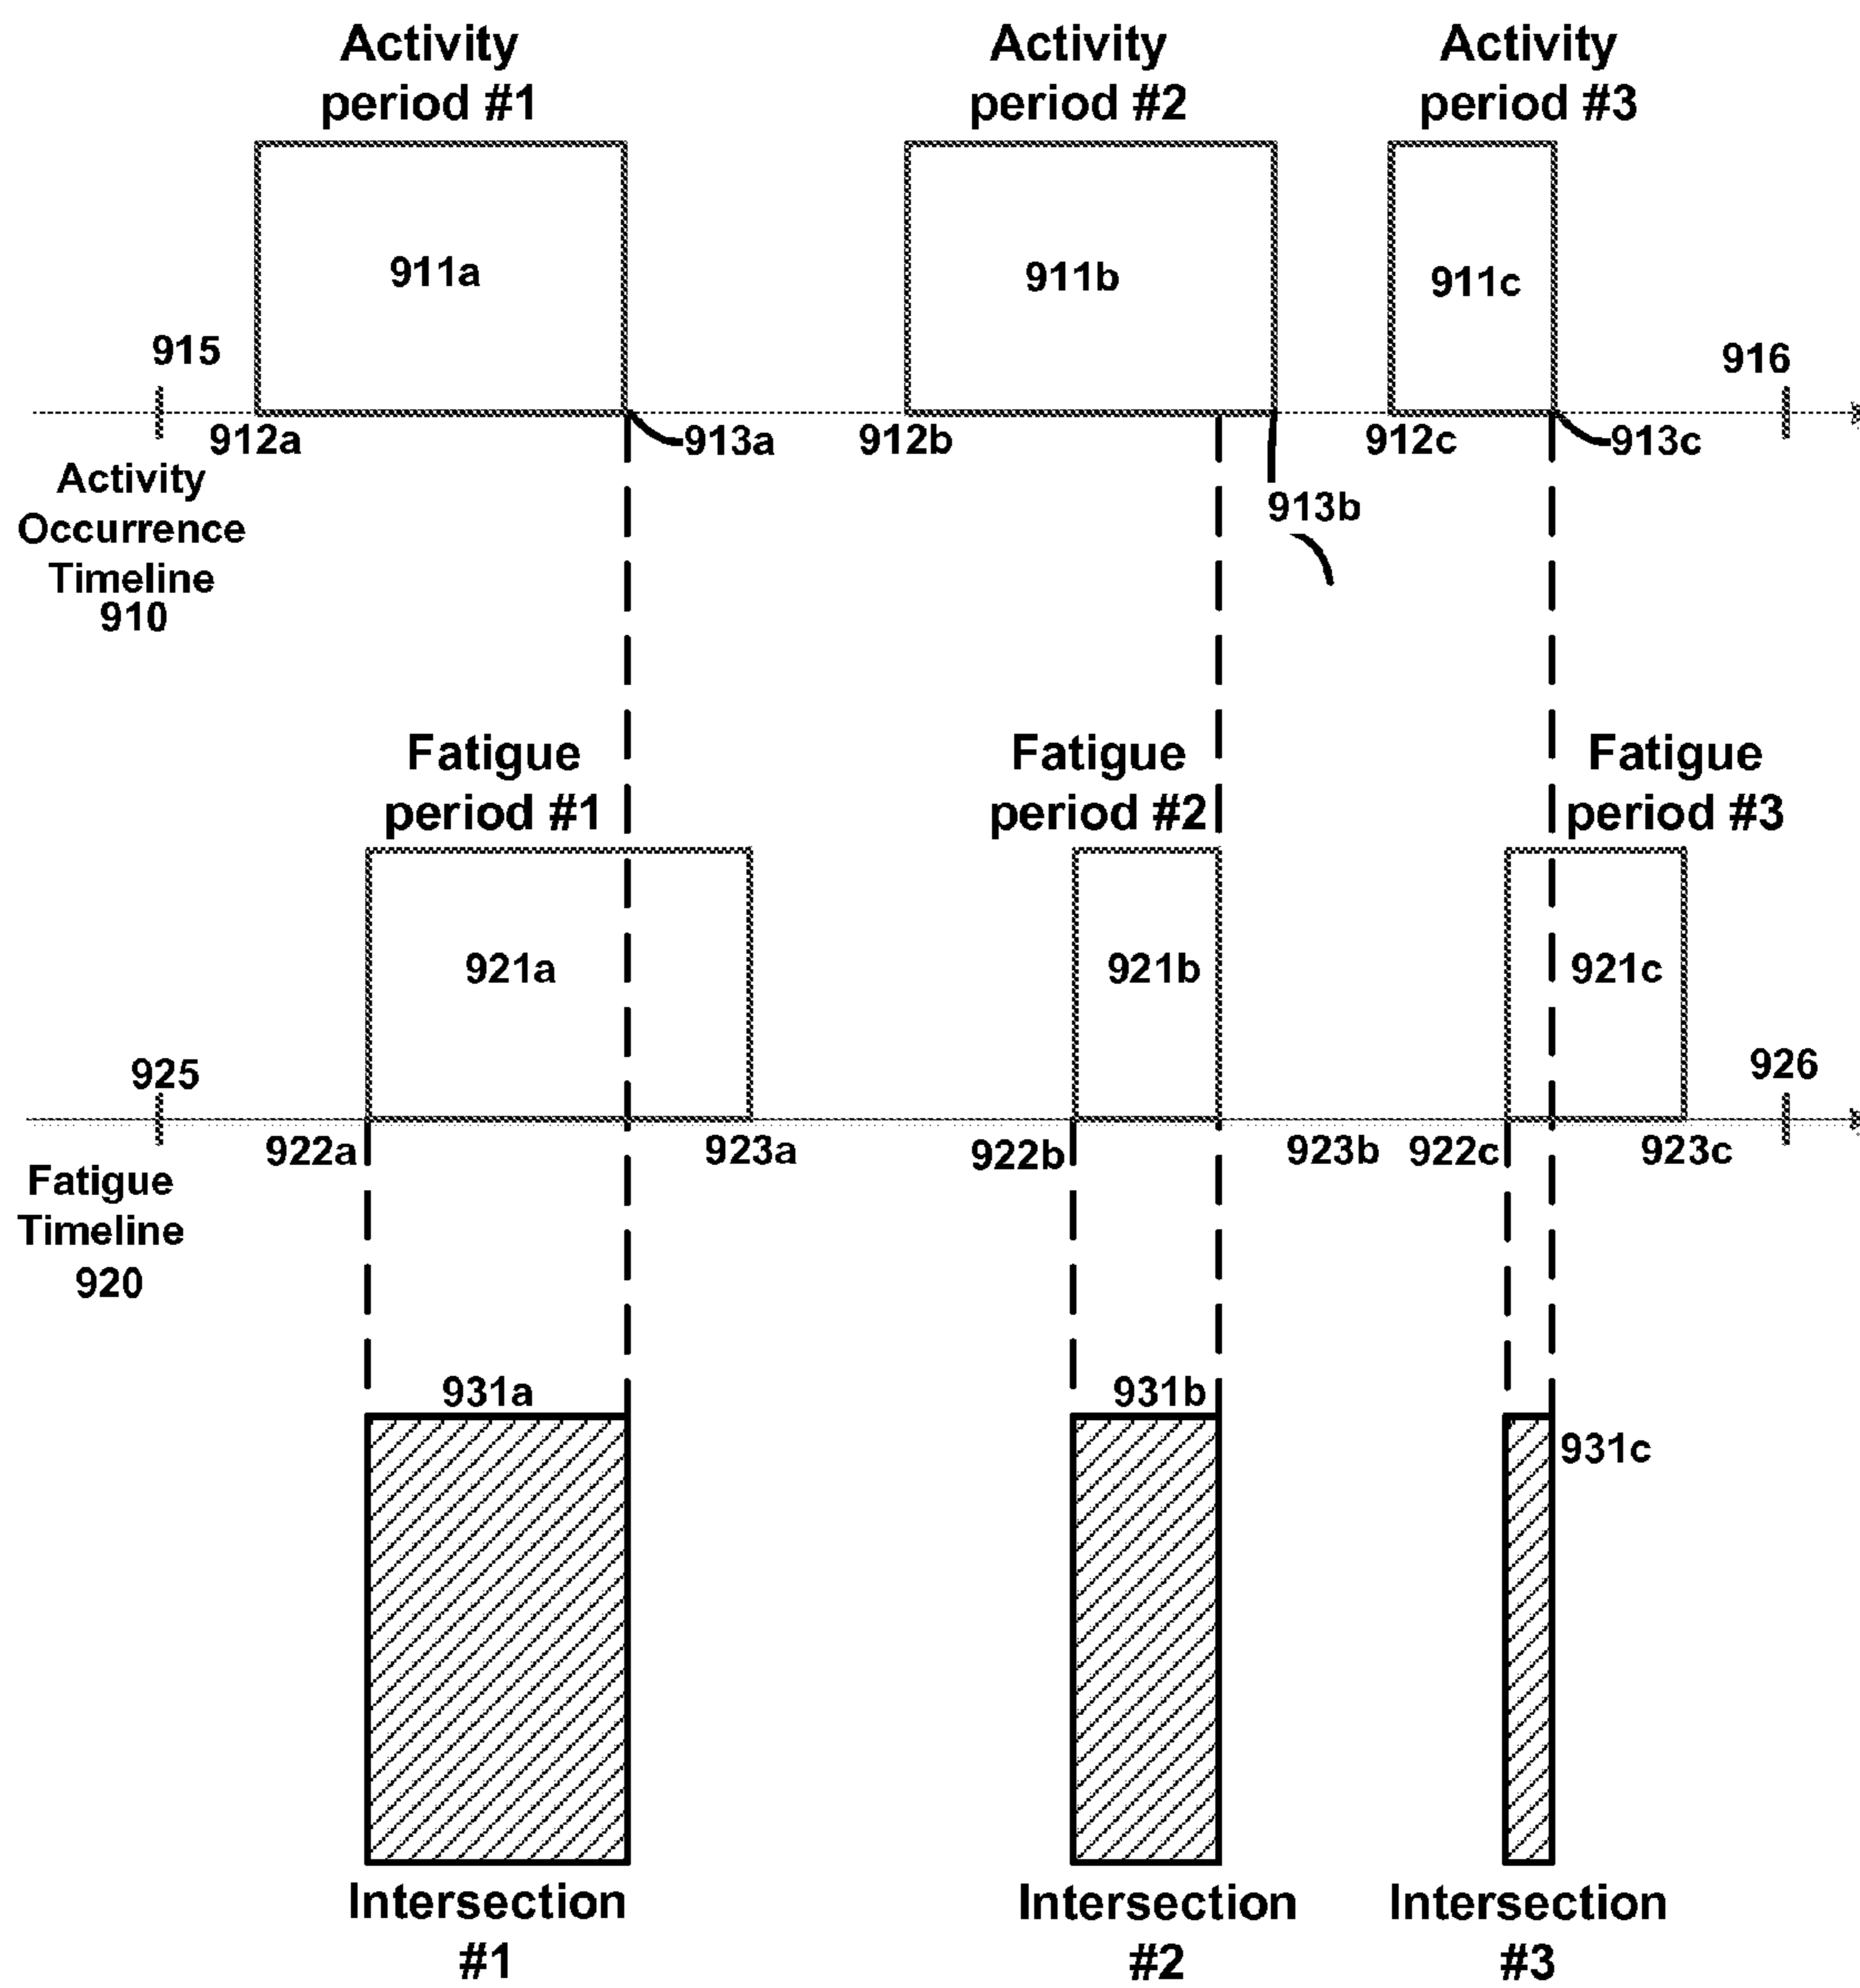 Activity
period #1
Activity
period #2
Activity
period #3
911a
911b
911c
915
916
912a
913a
912b
913b
912c
913c
Activity
Occurrence
Timeline
910
Fatigue
period #1
Fatigue
period #2
Fatigue
period #3
921a
921b
921c
925
926
922a
923a
922b
923b
922c
923c
Fatigue
Timeline
920
931a
931b
931c
Intersection
#1
Intersection
#2
Intersection
#3